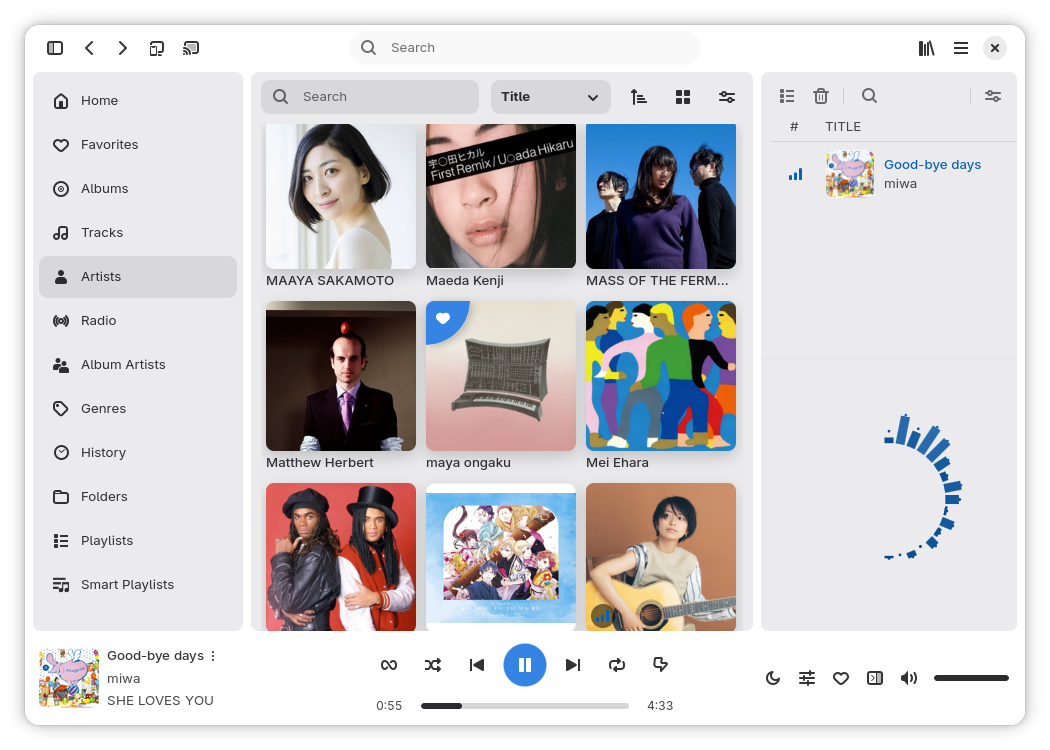 Search
Home
Favorites
Albums
Tracks
Artists
Radio
Album Artists
Genres
History
Folders
Playlists
Smart Playlists
Search
Title
宇〇田ヒカル
First Remix / U〇ada Hikaru
MAAYA SAKAMOTO
Maeda Kenji
MASS OF THE FERM...
Matthew Herbert
maya ongaku
Mei Ehara
# TITLE
Good-bye days
miwa
Good-bye days
miwa
SHE LOVES YOU
0:55
4:33